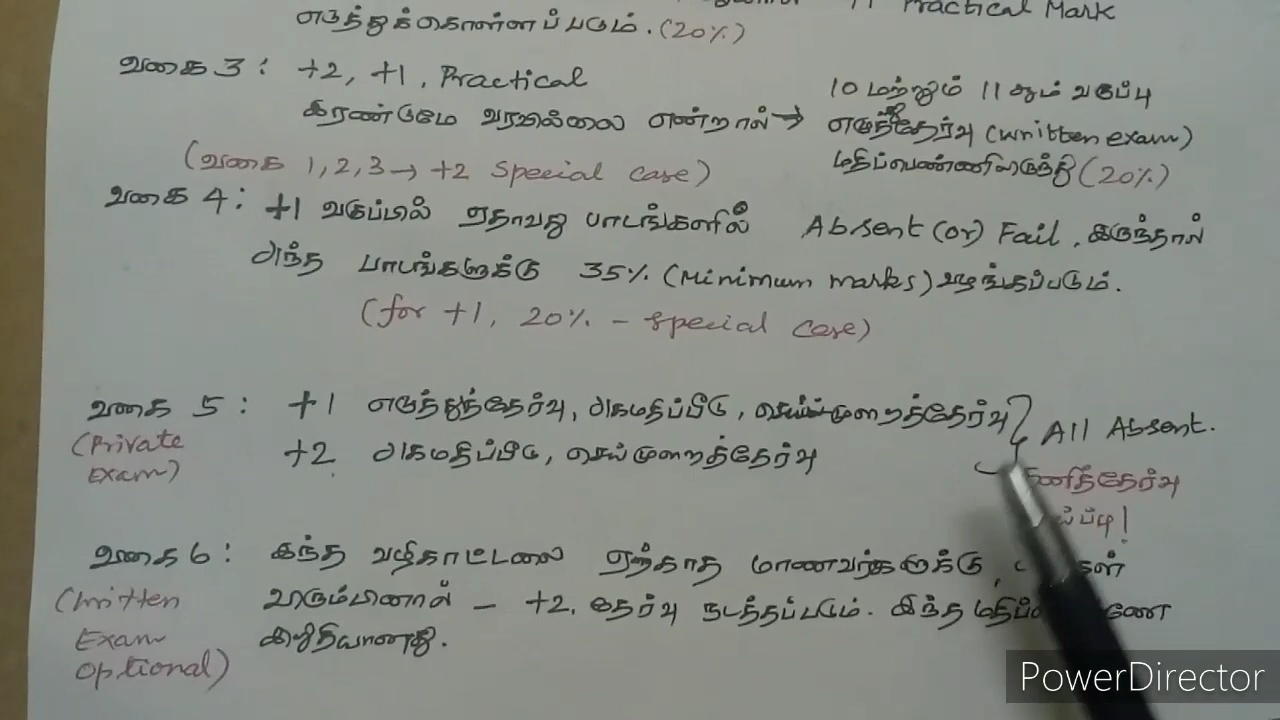 11 Practical Mark
எடுத்துக்கொள்ளப்படும். (20%)
வகை 3 : +2, +1, Practical
இரண்டுமே வரவில்லை என்றால் →
10 மற்றும் 11 ஆம் வகுப்பு
எழுத்துத்தேர்வு (written exam)
மதிப்பெண்ணிலிருந்து (20%)
(வகை 1, 2, 3 → +2 Special case)
வகை 4 : +1 வகுப்பில் ஏதாவது பாடங்களில் Absent (or) Fail, இருந்தால்
அந்த பாடங்களுக்கு 35% (Minimum marks) வழங்கப்படும்.
(for +1, 20% - special case)
வகை 5 : +1 எழுத்துத்தேர்வு, அகமதிப்பீடு, செய்முறைத்தேர்வு } All Absent.
(Private Exam)
+2 அகமதிப்பீடு, செய்முறைத்தேர்வு
வகை 6 : இந்த வழிகாட்டலை ஏற்காத மாணவர்களுக்கு,
(Written Exam Optional)
விரும்பினால் - +2, தேர்வு நடத்தப்படும். இந்த
இறுதியானது.
PowerDirector